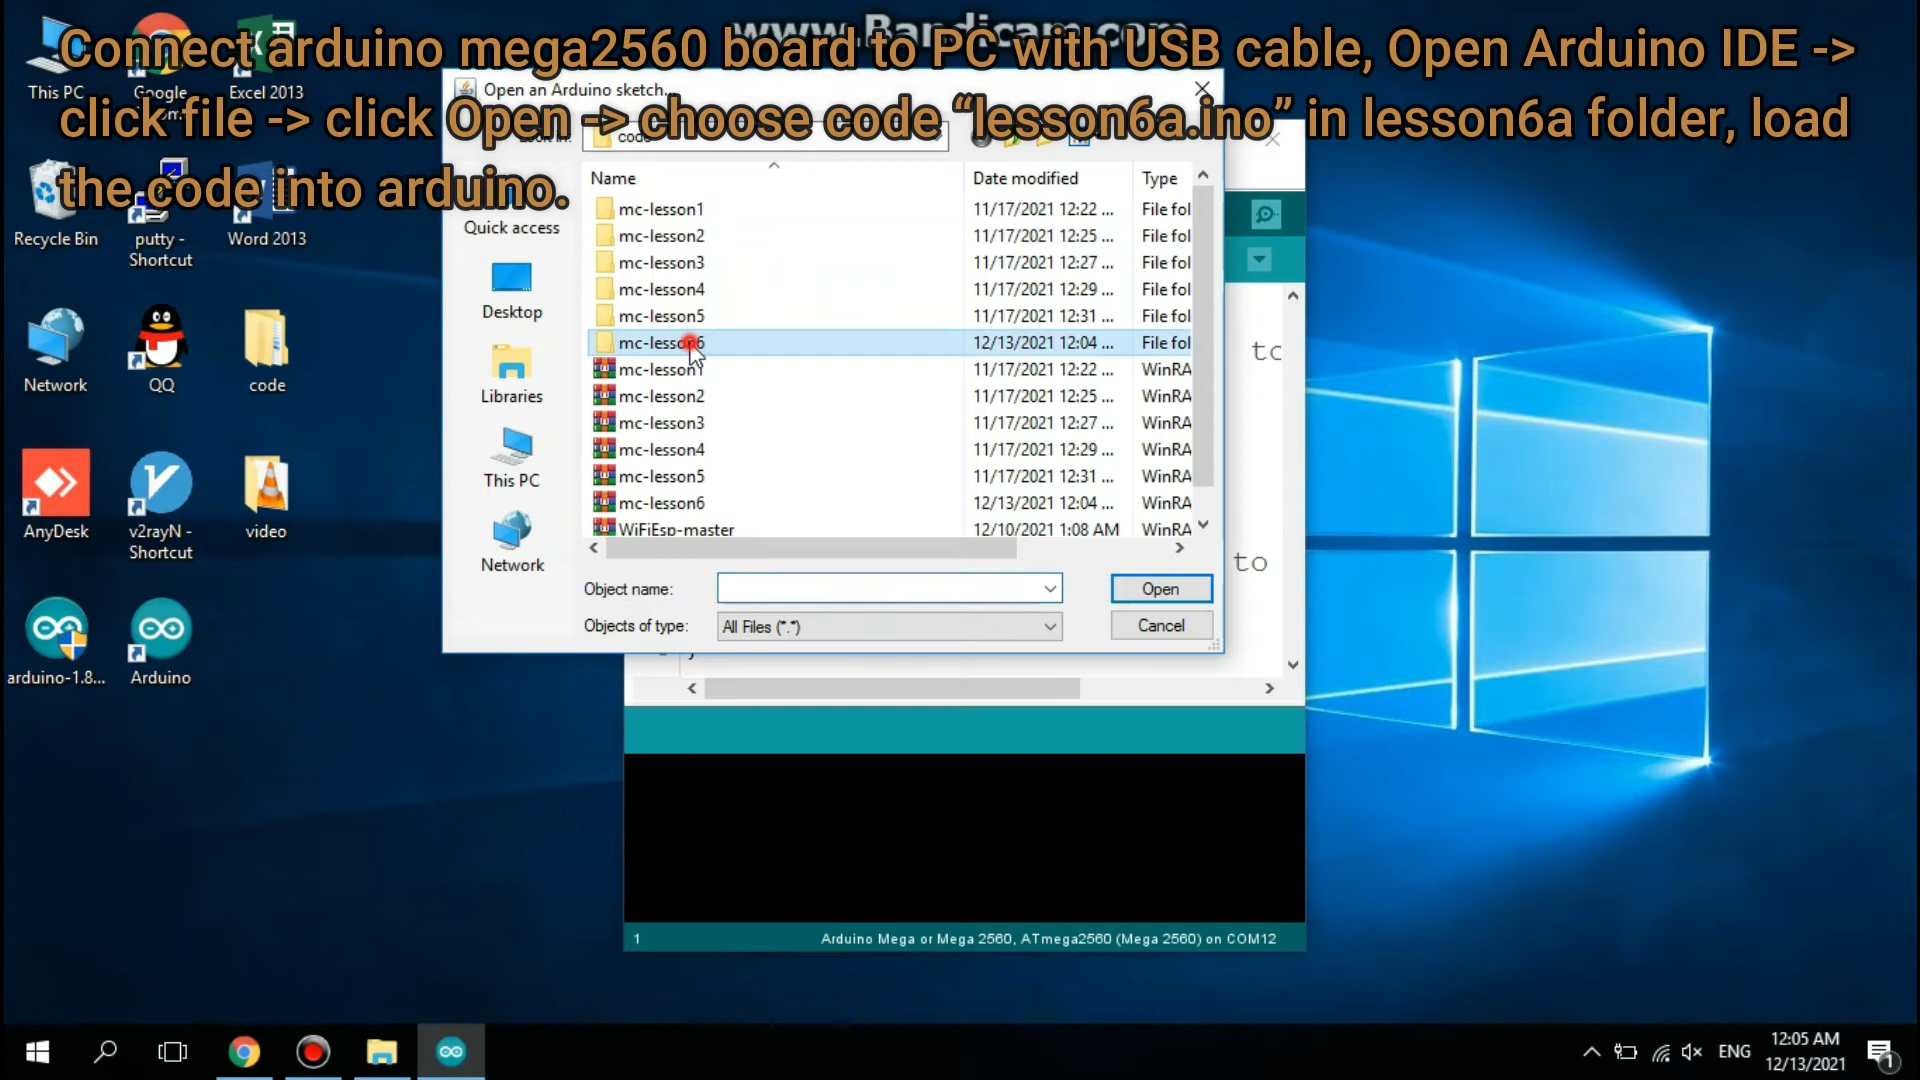 www.Bandicam.com
Connect arduino mega2560 board to PC with USB cable, Open Arduino IDE ->
click file -> click Open -> choose code “lesson6a.ino” in lesson6a folder, load
the code into arduino.
This PC
Google
Excel 2013
Recycle Bin
putty -
Shortcut
Word 2013
Network
QQ
code
AnyDesk
v2rayN -
Shortcut
video
arduino-1.8...
Arduino
Open an Arduino sketch...
code
Name Date modified Type
mc-lesson1 11/17/2021 12:22 ... File fol
mc-lesson2 11/17/2021 12:25 ... File fol
mc-lesson3 11/17/2021 12:27 ... File fol
mc-lesson4 11/17/2021 12:29 ... File fol
mc-lesson5 11/17/2021 12:31 ... File fol
mc-lesson6 12/13/2021 12:04 ... File fol
mc-lesson1 11/17/2021 12:22 ... WinRA
mc-lesson2 11/17/2021 12:25 ... WinRA
mc-lesson3 11/17/2021 12:27 ... WinRA
mc-lesson4 11/17/2021 12:29 ... WinRA
mc-lesson5 11/17/2021 12:31 ... WinRA
mc-lesson6 12/13/2021 12:04 ... WinRA
WiFiEsp-master 12/10/2021 1:08 AM WinRA
Quick access
Desktop
Libraries
This PC
Network
Object name:
Open
Objects of type: All Files (*.*)
Cancel
to
to
1 Arduino Mega or Mega 2560, ATmega2560 (Mega 2560) on COM12
ENG
12:05 AM
12/13/2021
1